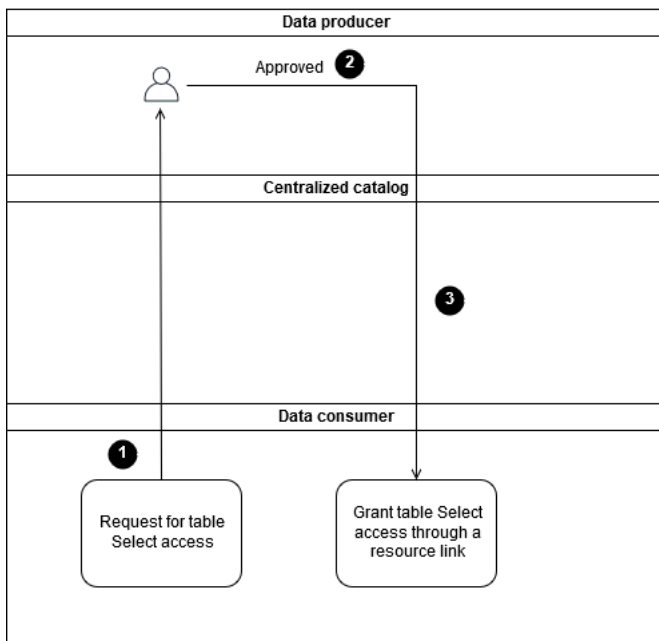 Data producer
Approved 2
Centralized catalog
3
Data consumer
1
Request for table
Select access
Grant table Select
access through a
resource link